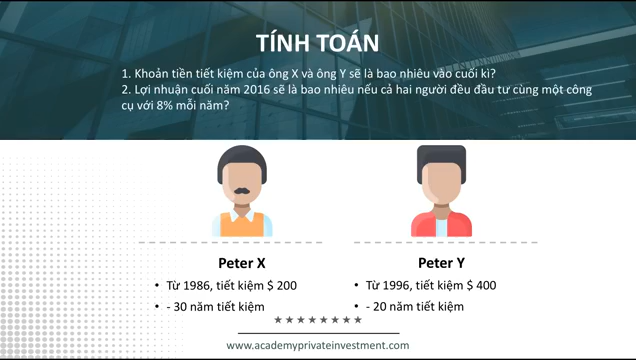 TÍNH TOÁN
1. Khoản tiền tiết kiệm của ông X và ông Y sẽ là bao nhiêu vào cuối kì?
2. Lợi nhuận cuối năm 2016 sẽ là bao nhiêu nếu cả hai người đều đầu tư cùng một công
cụ với 8% mỗi năm?
Peter X
• Từ 1986, tiết kiệm $ 200
• - 30 năm tiết kiệm
Peter Y
• Từ 1996, tiết kiệm $ 400
• - 20 năm tiết kiệm
www.academyprivateinvestment.com